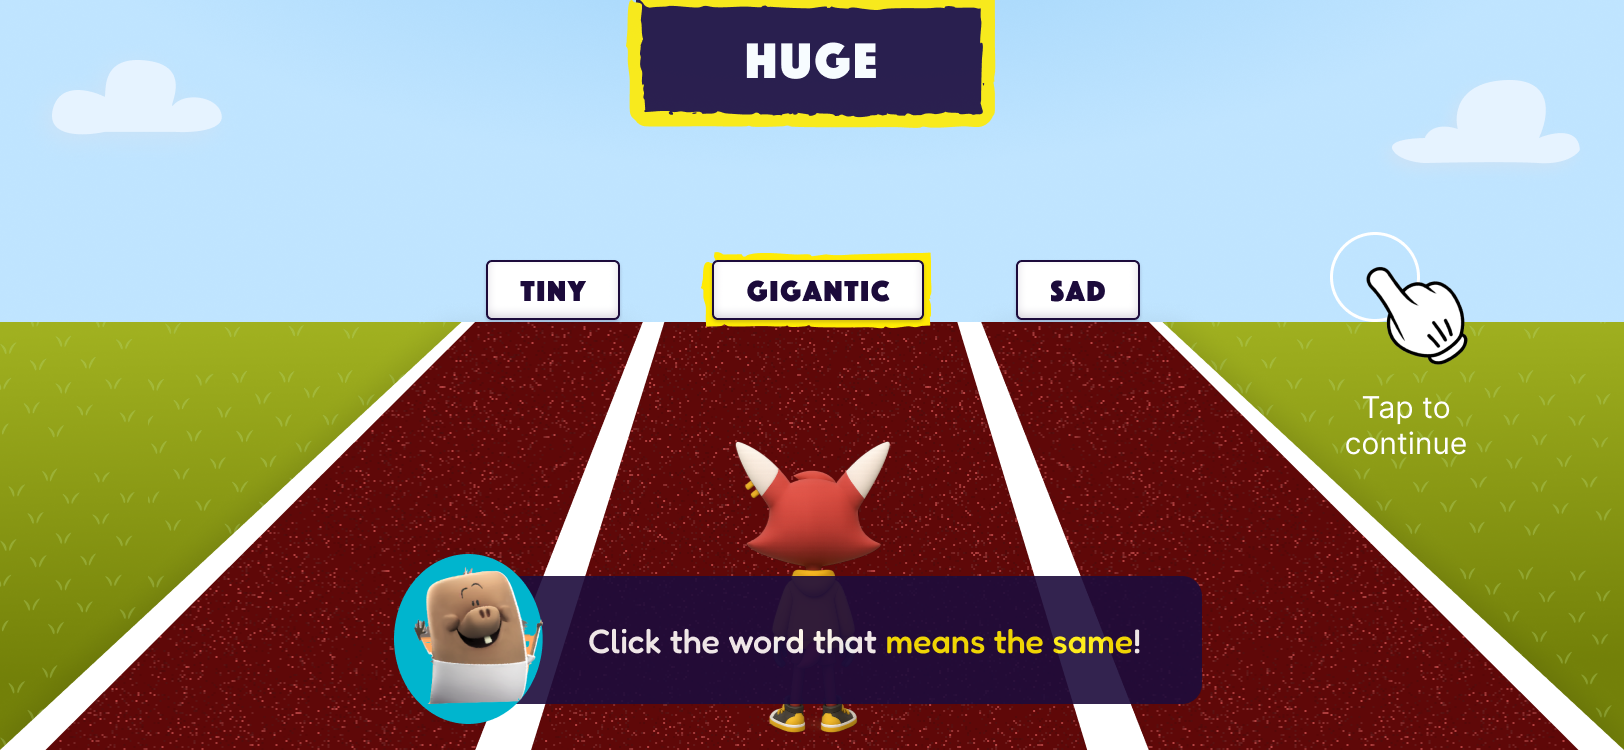 HUGE
TINY
GIGANTIC
SAD
Tap to
continue
Click the word that means the same!